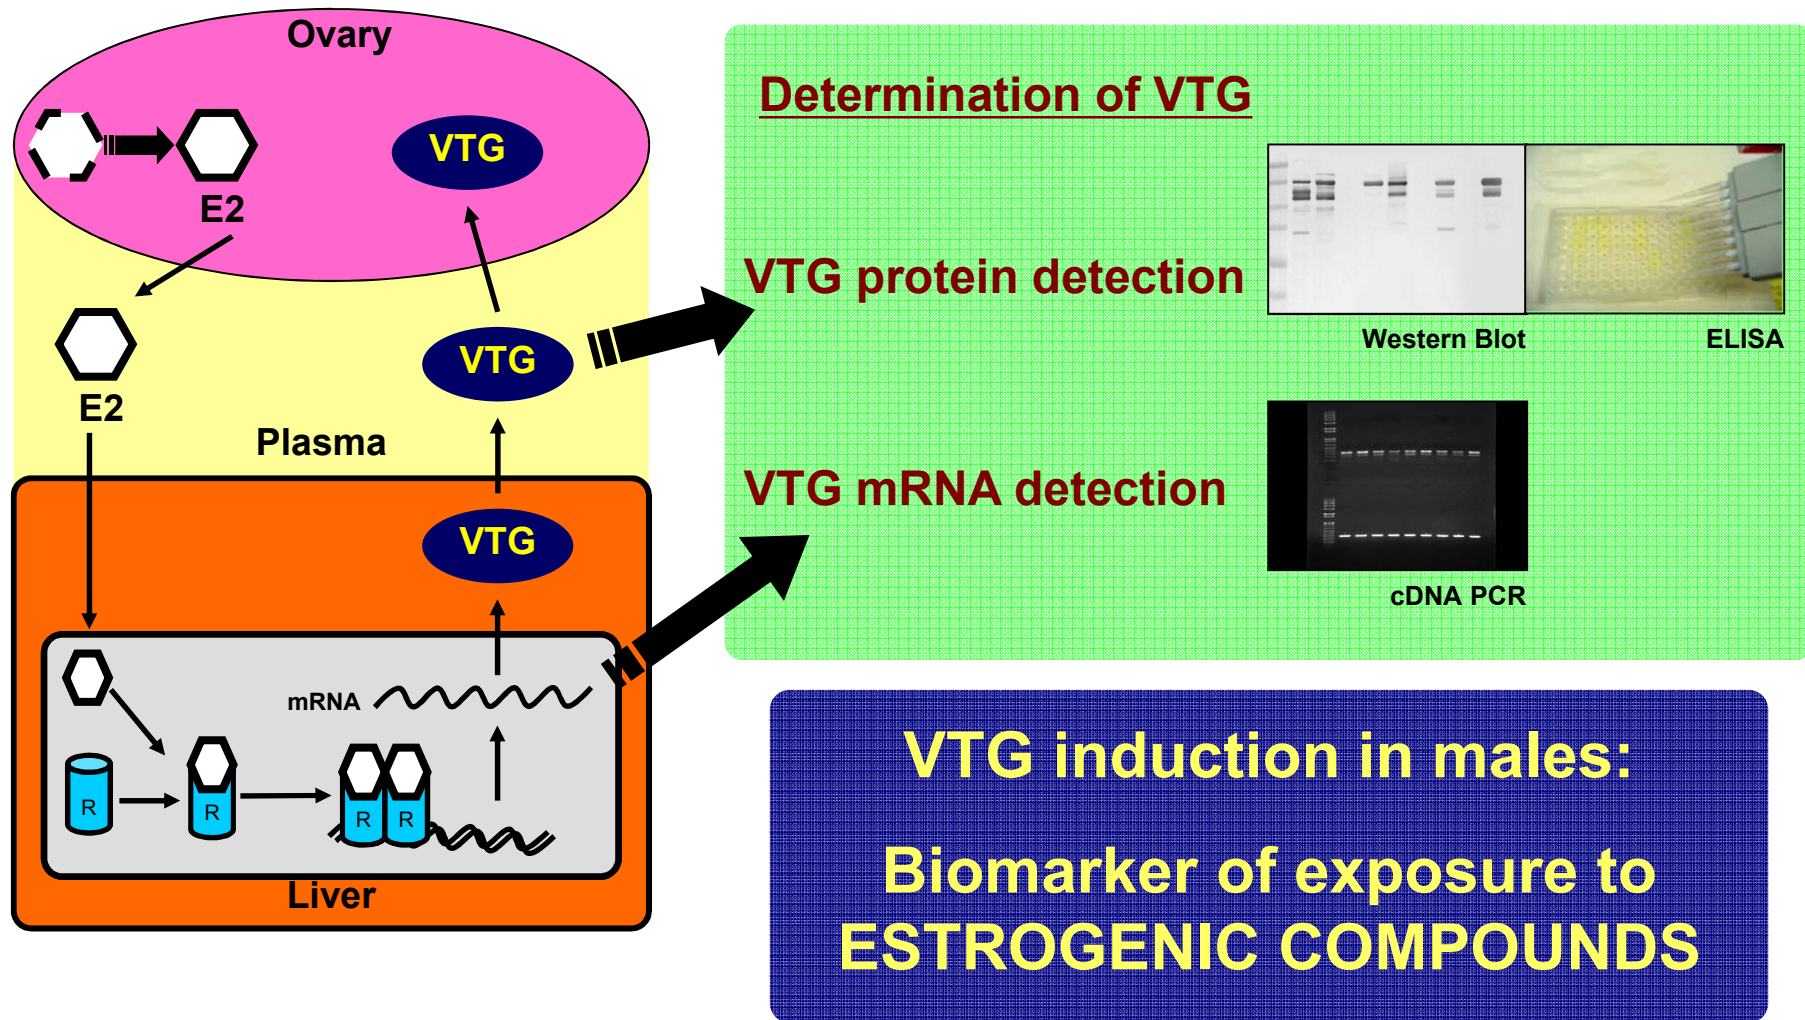 Ovary
E2
VTG
E2
VTG
Plasma
VTG
mRNA
R
R
R R
Liver
Determination of VTG
VTG protein detection
Western Blot
ELISA
VTG mRNA detection
cDNA PCR
VTG induction in males:
Biomarker of exposure to
ESTROGENIC COMPOUNDS